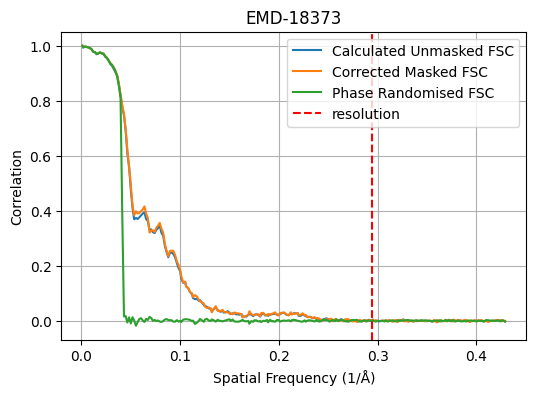 EMD-18373
Calculated Unmasked FSC
Corrected Masked FSC
Phase Randomised FSC
resolution
Correlation
1.0
0.8
0.6
0.4
0.2
0.0
0.0 0.1 0.2 0.3 0.4
Spatial Frequency (1/Å)